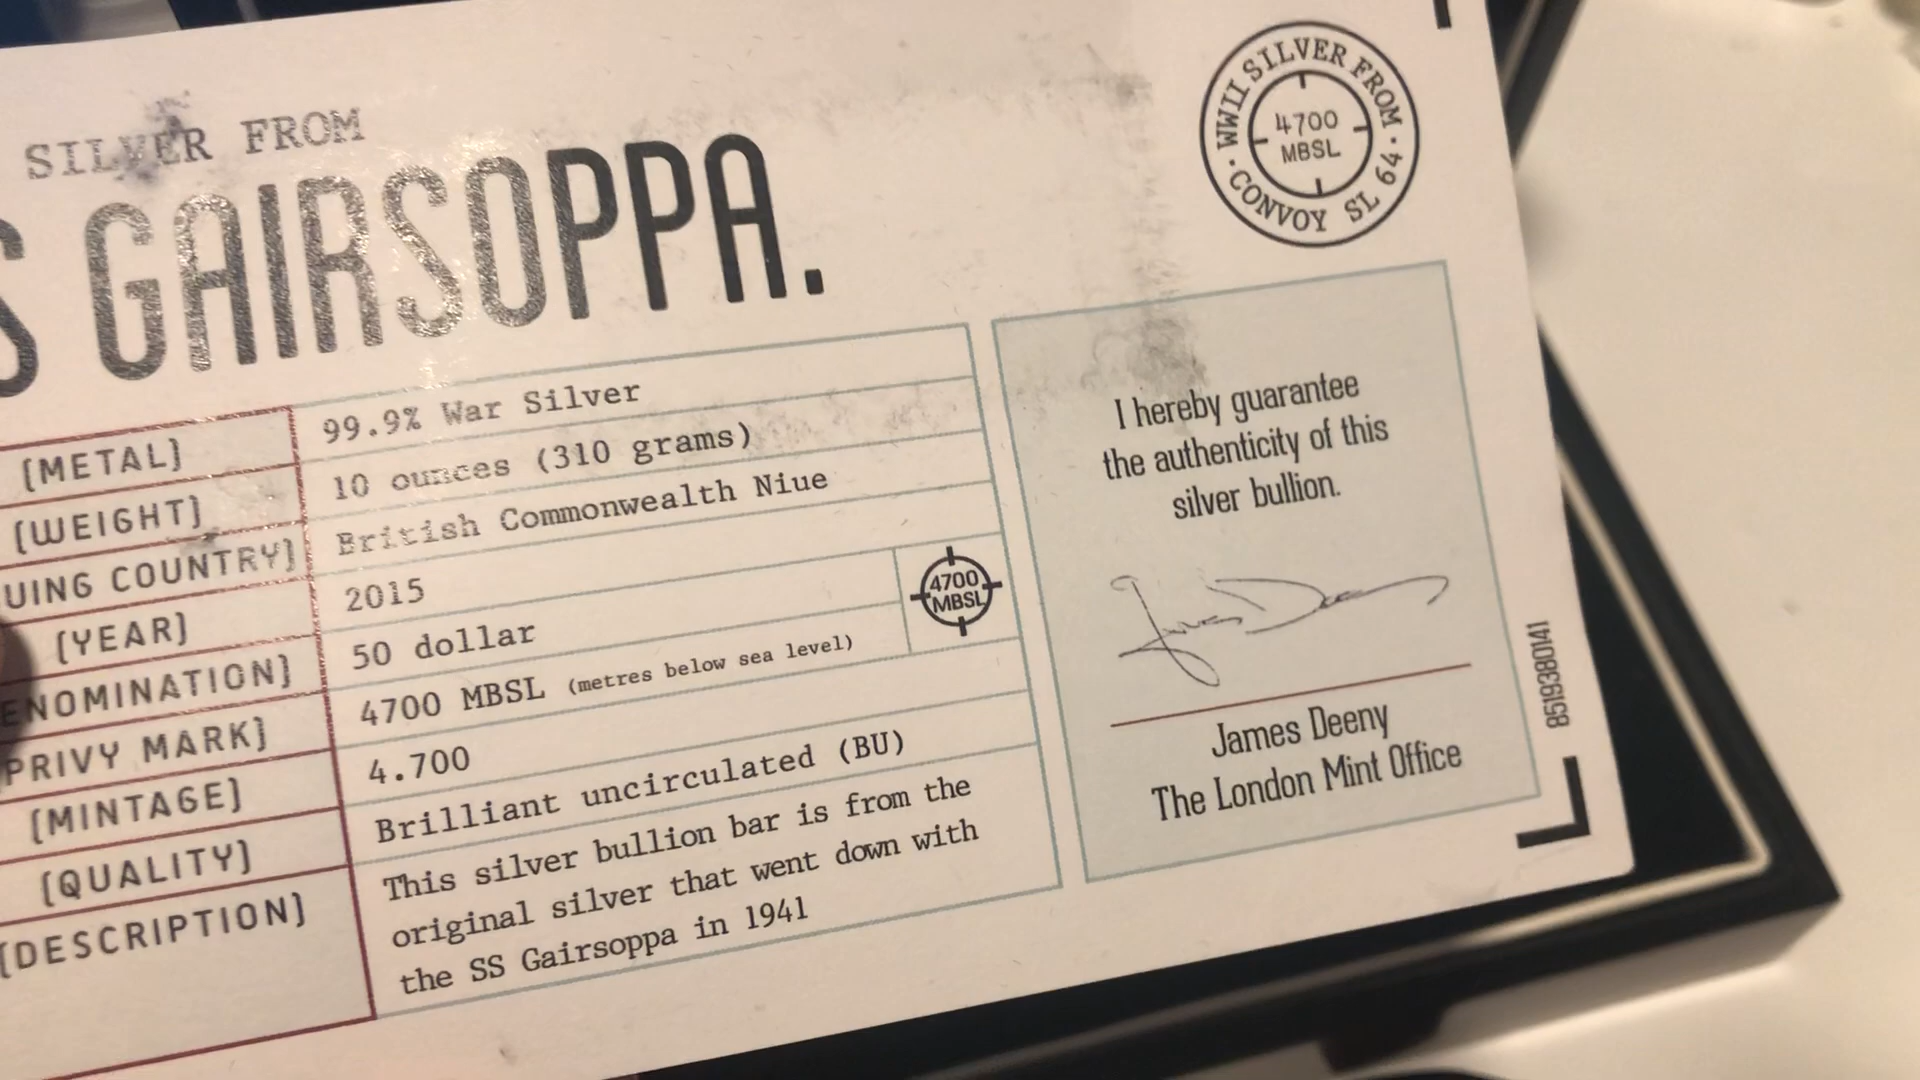 SILVER FROM
S GAIRSOPPA.
· WWII SILVER FROM · CONVOY SL 64
4700
MBSL
[METAL] 99.9% War Silver
[WEIGHT] 10 ounces (310 grams)
UING COUNTRY] British Commonwealth Niue
[YEAR] 2015
ENOMINATION] 50 dollar
PRIVY MARK] 4700 MBSL (metres below sea level)
4700
MBSL
[MINTAGE] 4.700
[QUALITY] Brilliant uncirculated (BU)
[DESCRIPTION] This silver bullion bar is from the
original silver that went down with
the SS Gairsoppa in 1941
I hereby guarantee
the authenticity of this
silver bullion.
James Deeny
James Deeny
The London Mint Office
8519380141